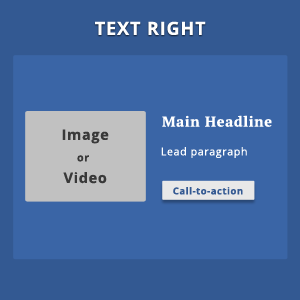 TEXT RIGHT
Image
or
Video
Main Headline
Lead paragraph
Call-to-action